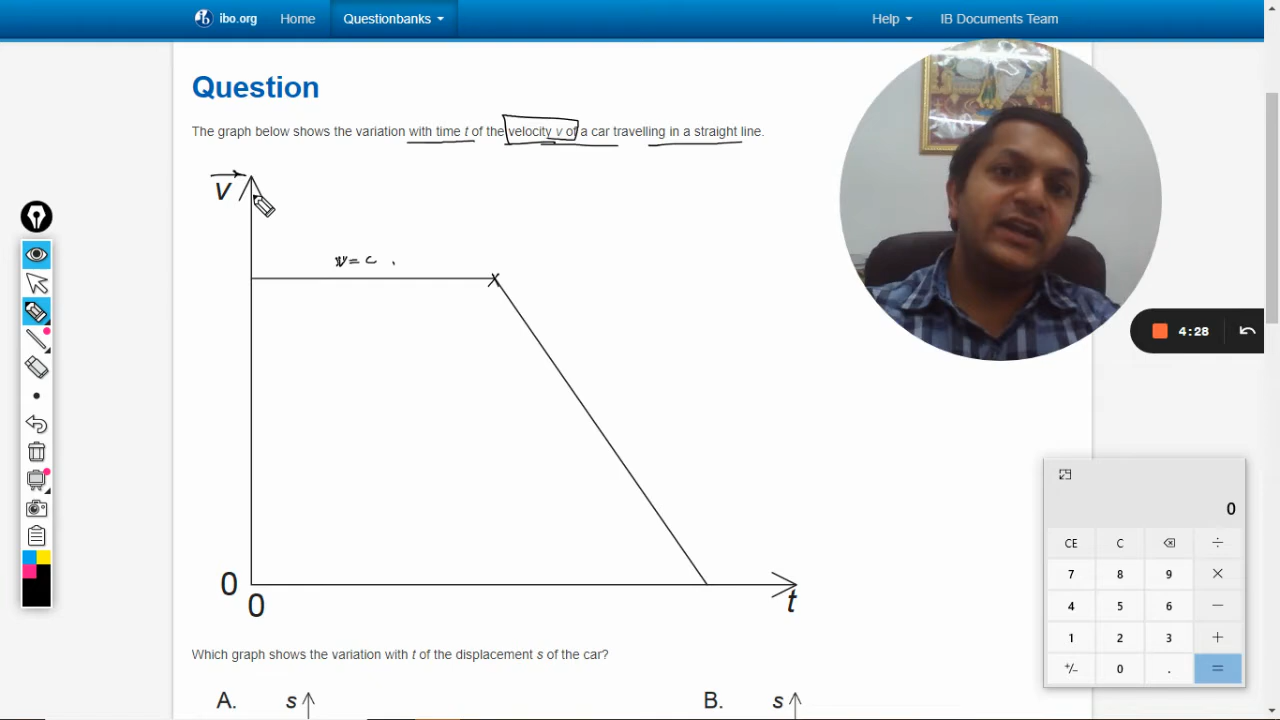 ibo.org Home Questionbanks Help IB Documents Team
Question
The graph below shows the variation with time t of the velocity v of a car travelling in a straight line.
v
v = c
4:28
0
0
0
t
CE C
7 8 9 ×
4 5 6 −
1 2 3 +
+/− 0 . =
Which graph shows the variation with t of the displacement s of the car?
A. s B. s